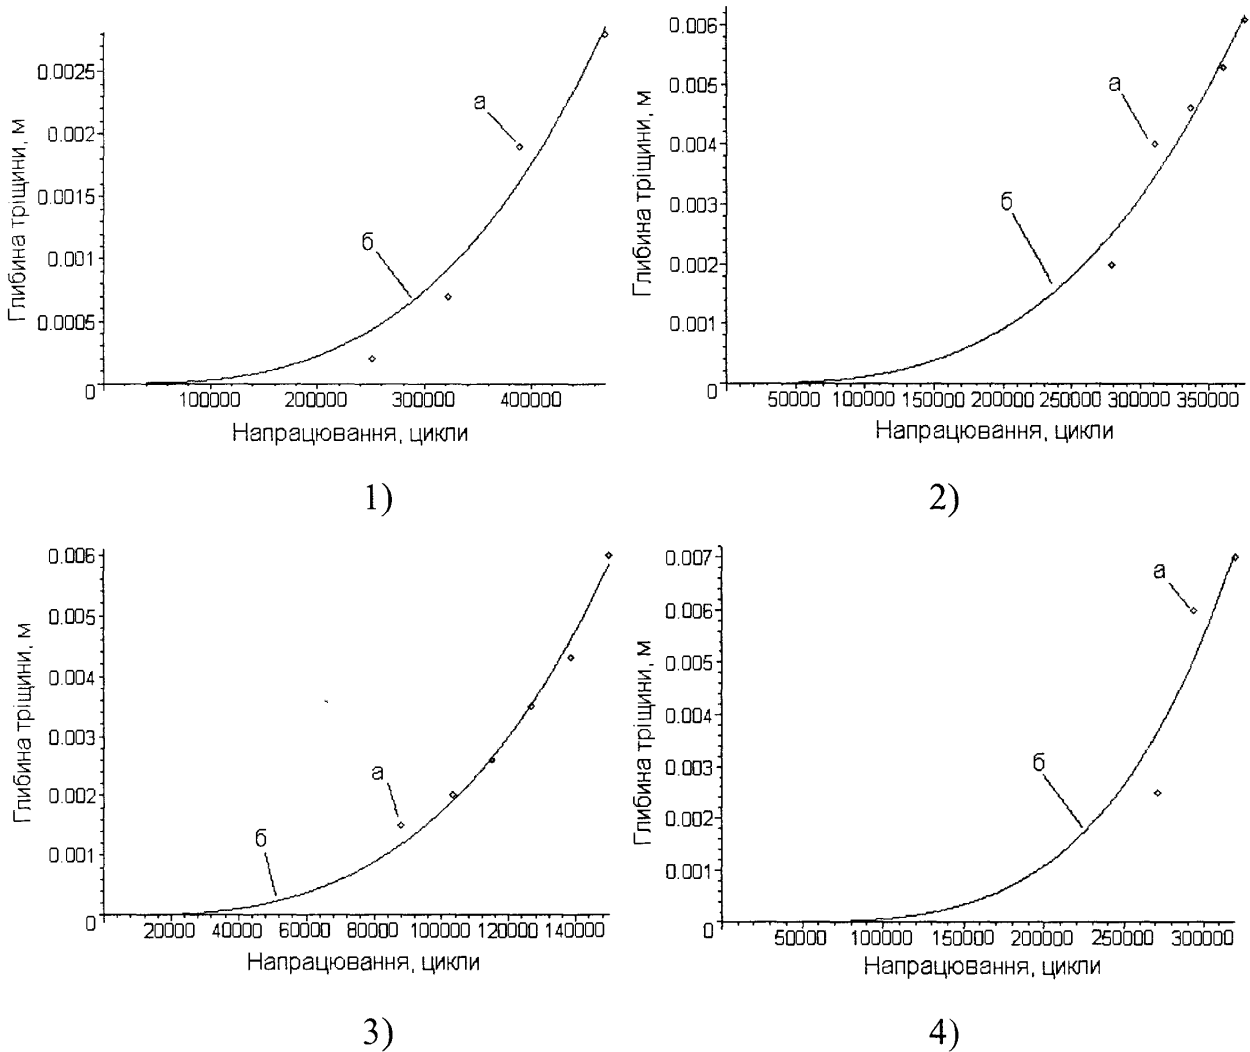 0.0025
0.002
0.0015
0.001
0.0005
0
100000 200000 300000 400000
Глибина тріщини, м
Напрацювання, цикли
а
б
1)
0.006
0.005
0.004
0.003
0.002
0.001
0
50000 100000 150000 200000 250000 300000 350000
Глибина тріщини, м
Напрацювання, цикли
а
б
2)
0.006
0.005
0.004
0.003
0.002
0.001
0
20000 40000 60000 80000 100000 120000 140000
Глибина тріщини, м
Напрацювання, цикли
а
б
3)
0.007
0.006
0.005
0.004
0.003
0.002
0.001
0
50000 100000 150000 200000 250000 300000
Глибина тріщини, м
Напрацювання, цикли
а
б
4)